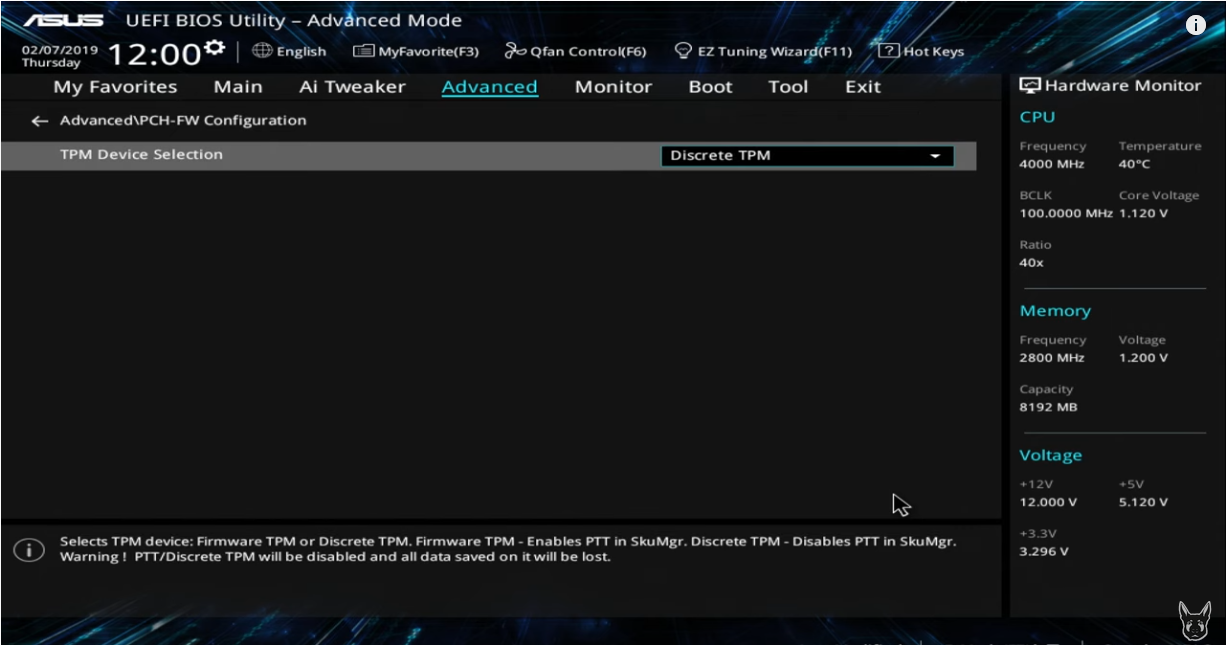 ASUS UEFI BIOS Utility – Advanced Mode
02/07/2019 Thursday 12:00 English MyFavorite(F3) Qfan Control(F6) EZ Tuning Wizard(F11) ? Hot Keys
My Favorites Main Ai Tweaker Advanced Monitor Boot Tool Exit
← Advanced\PCH-FW Configuration
TPM Device Selection Discrete TPM
Selects TPM device: Firmware TPM or Discrete TPM. Firmware TPM - Enables PTT in SkuMgr. Discrete TPM - Disables PTT in SkuMgr.
Warning ! PTT/Discrete TPM will be disabled and all data saved on it will be lost.
Hardware Monitor
CPU
Frequency Temperature
4000 MHz 40°C
BCLK Core Voltage
100.0000 MHz 1.120 V
Ratio
40x
Memory
Frequency Voltage
2800 MHz 1.200 V
Capacity
8192 MB
Voltage
+12V +5V
12.000 V 5.120 V
+3.3V
3.296 V